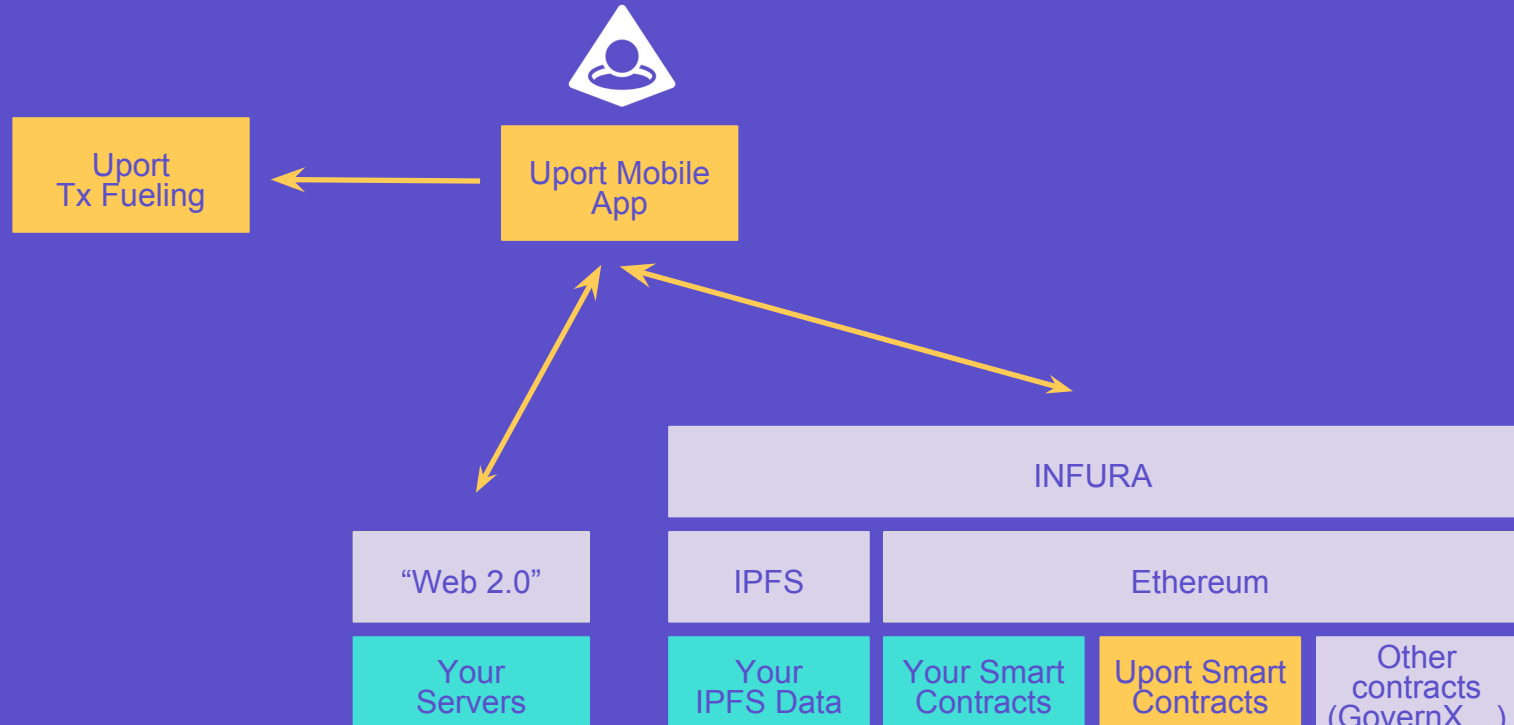 Uport
Tx Fueling
Uport Mobile
App
INFURA
“Web 2.0”
IPFS
Ethereum
Your
Servers
Your
IPFS Data
Your Smart
Contracts
Uport Smart
Contracts
Other
contracts
(GovernX...)